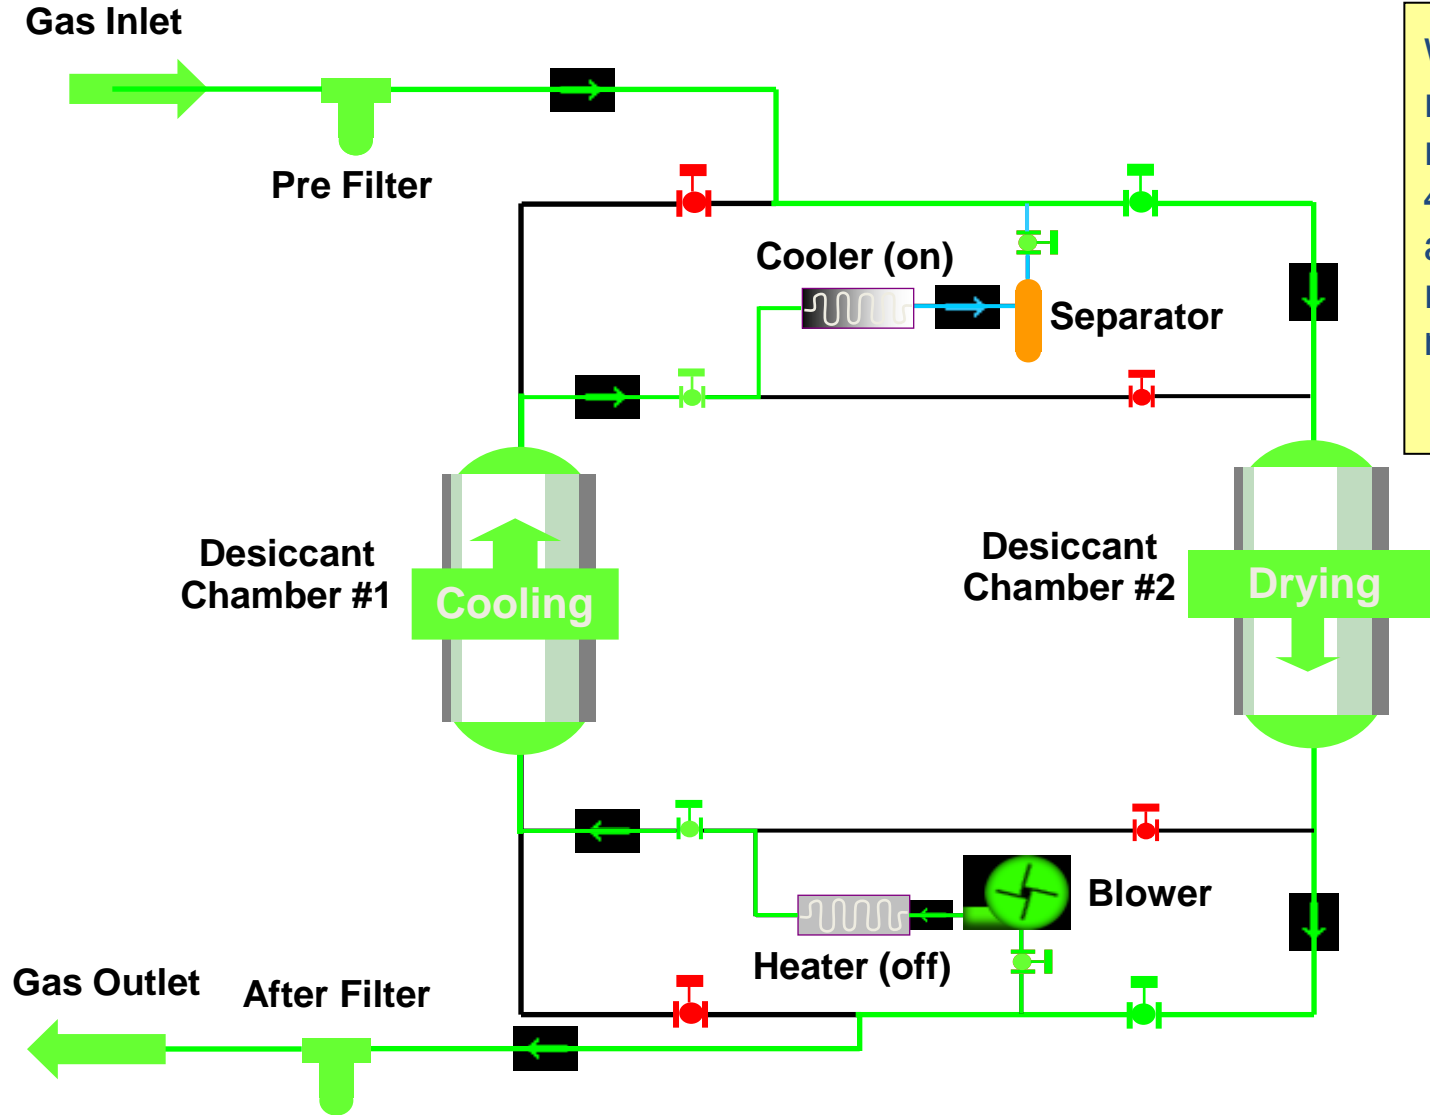 Gas Inlet
Pre Filter
Cooler (on)
Separator
Desiccant
Chamber #1
Cooling
Desiccant
Chamber #2
Drying
Blower
Heater (off)
Gas Outlet
After Filter